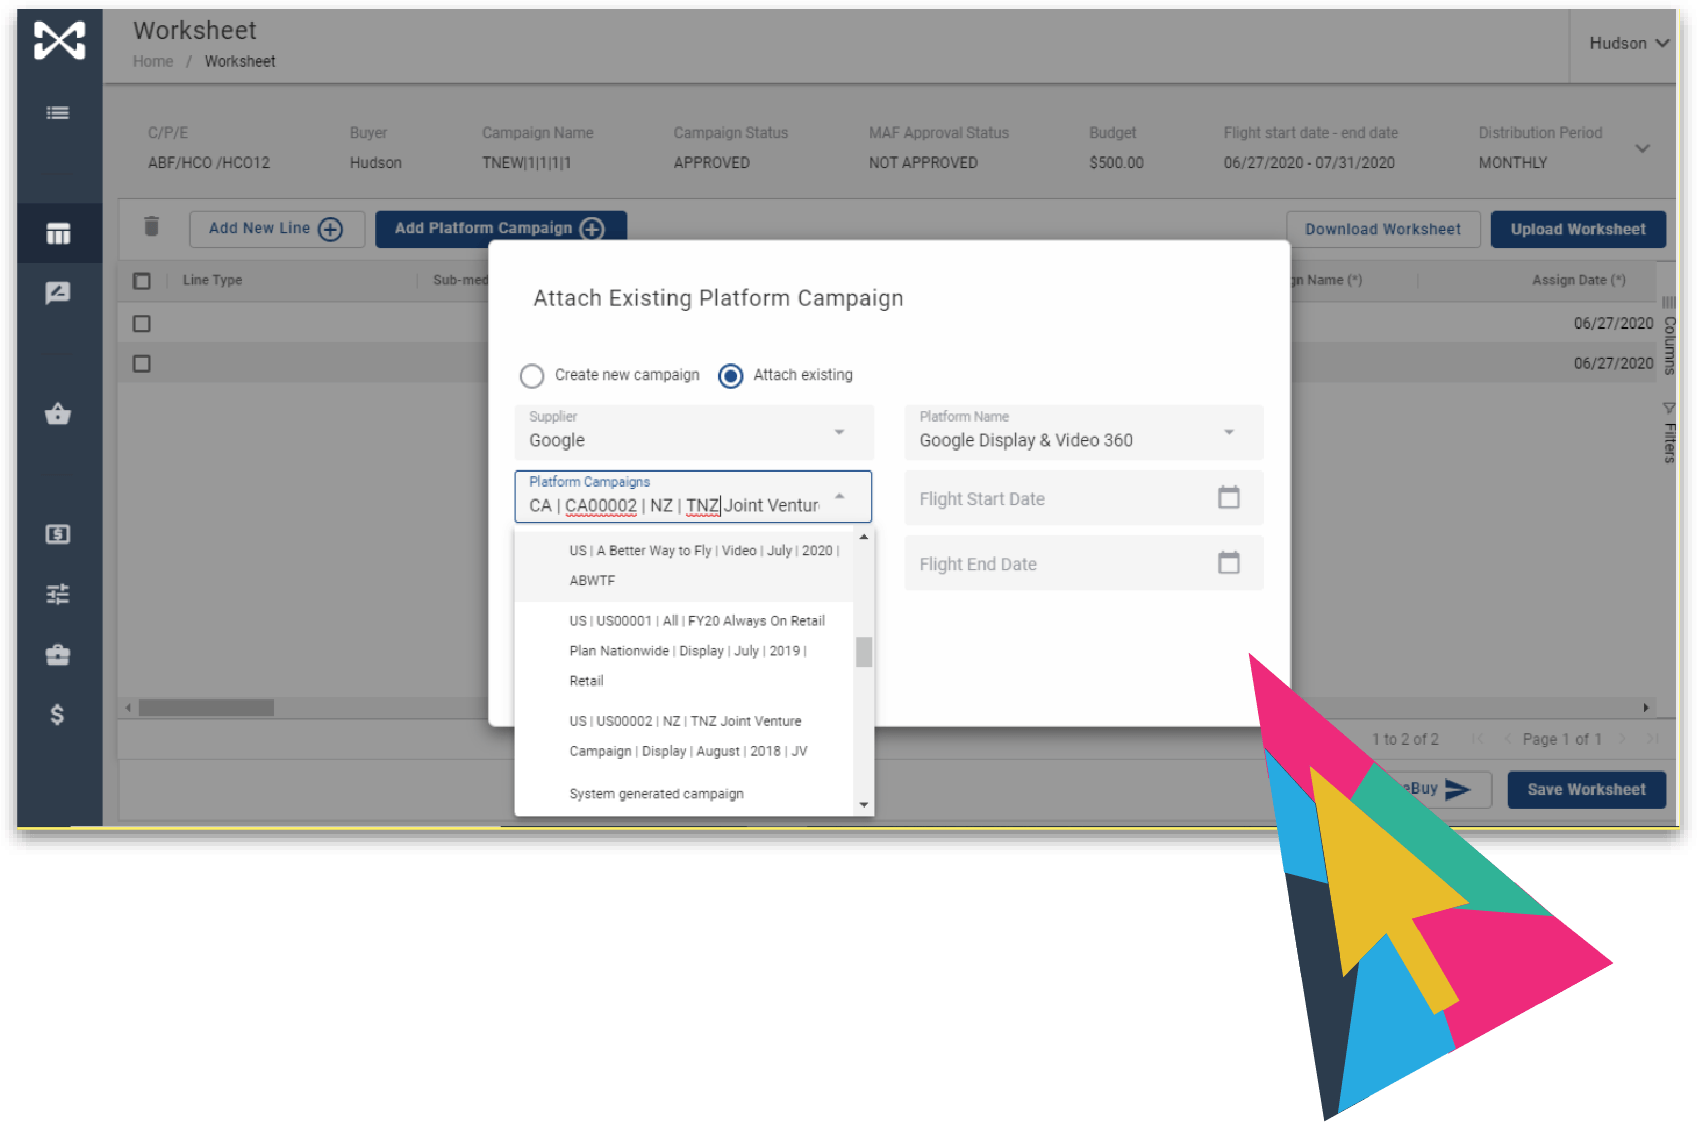 Worksheet
Home / Worksheet
Hudson
C/P/E
Buyer
Campaign Name
Campaign Status
MAF Approval Status
Budget
Flight start date - end date
Distribution Period
ABF/HCO /HCO12
Hudson
TNEW|1|1|1|1
APPROVED
NOT APPROVED
$500.00
06/27/2020 - 07/31/2020
MONTHLY
Add New Line
Add Platform Campaign
Download Worksheet
Upload Worksheet
Line Type
Sub-med
gn Name (*)
Assign Date (*)
06/27/2020
06/27/2020
Columns
Filters
Attach Existing Platform Campaign
Create new campaign
Attach existing
Supplier
Google
Platform Name
Google Display & Video 360
Platform Campaigns
CA | CA00002 | NZ | TNZ Joint Ventur
Flight Start Date
Flight End Date
US | A Better Way to Fly | Video | July | 2020 |
ABWTF
US | US00001 | All | FY20 Always On Retail
Plan Nationwide | Display | July | 2019 |
Retail
US | US00002 | NZ | TNZ Joint Venture
Campaign | Display | August | 2018 | JV
System generated campaign
1 to 2 of 2
Page 1 of 1
eBuy
Save Worksheet